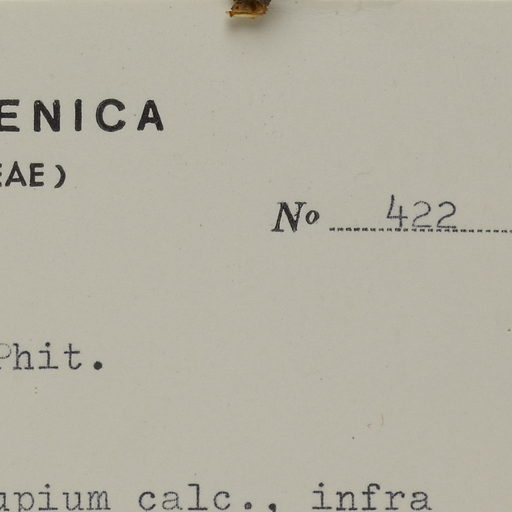 ENICA
EAE)
No 422
Phit.
upium calc., infra